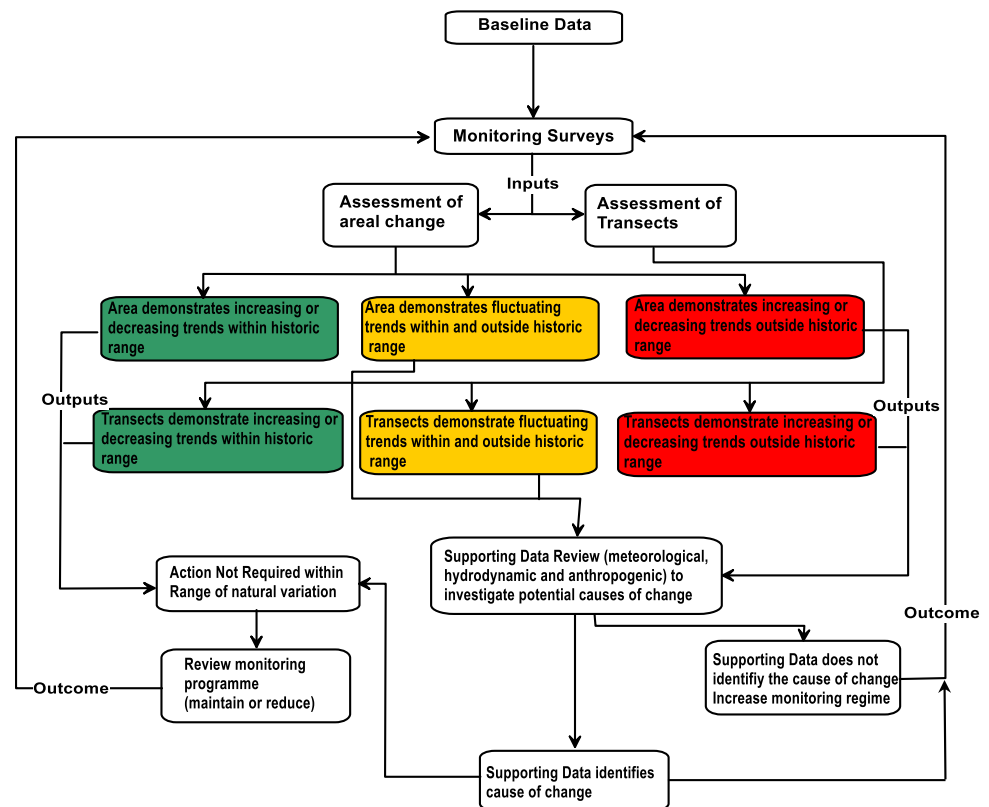 Baseline Data
Monitoring Surveys
Inputs
Assessment of
areal change
Assessment of
Transects
Area demonstrates increasing or
decreasing trends within historic
range
Area demonstrates fluctuating
trends within and outside historic
range
Area demonstrates increasing or
decreasing trends outside historic
range
Outputs
Outputs
Transects demonstrate increasing or
decreasing trends within historic
range
Transects demonstrate fluctuating
trends within and outside historic
range
Transects demonstrate increasing or
decreasing trends outside historic
range
Action Not Required within
Range of natural variation
Supporting Data Review (meteorological,
hydrodynamic and anthropogenic) to
investigate potential causes of change
Outcome
Review monitoring
programme
(maintain or reduce)
Outcome
Supporting Data does not
identifiy the cause of change
Increase monitoring regime
Supporting Data identifies
cause of change